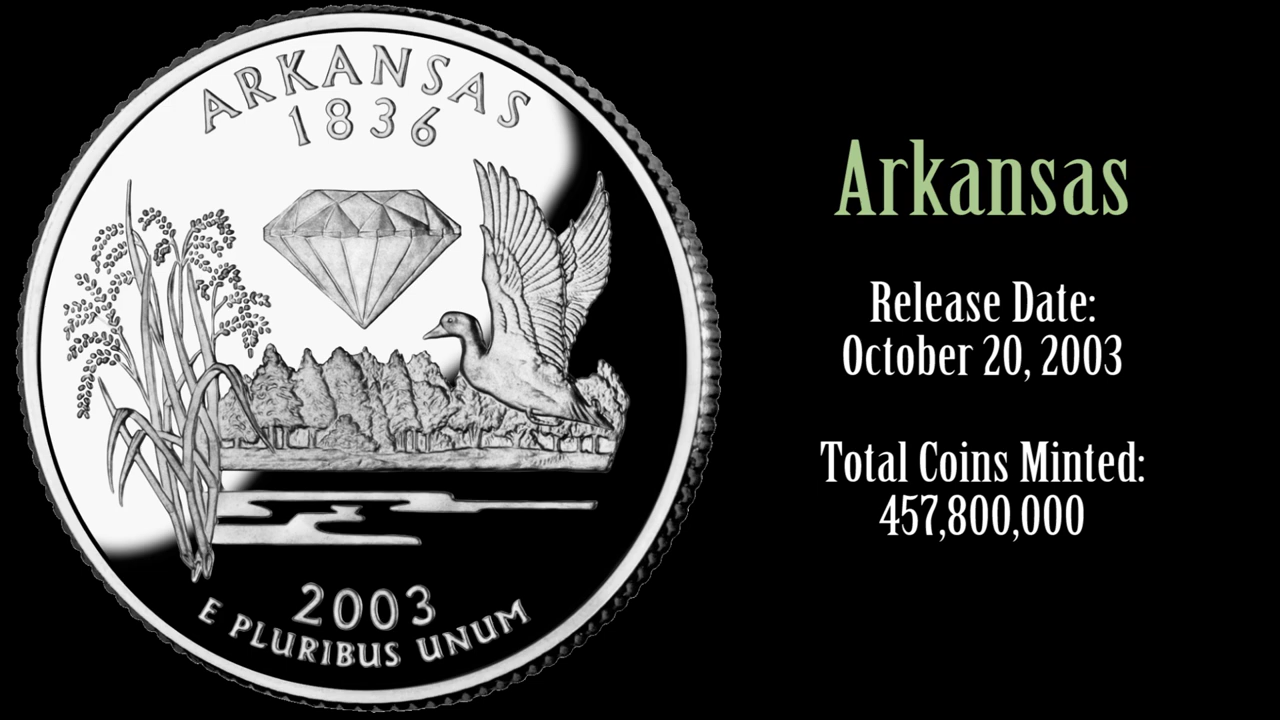 ARKANSAS
1836
2003
E PLURIBUS UNUM
Arkansas
Release Date:
October 20, 2003
Total Coins Minted:
457,800,000